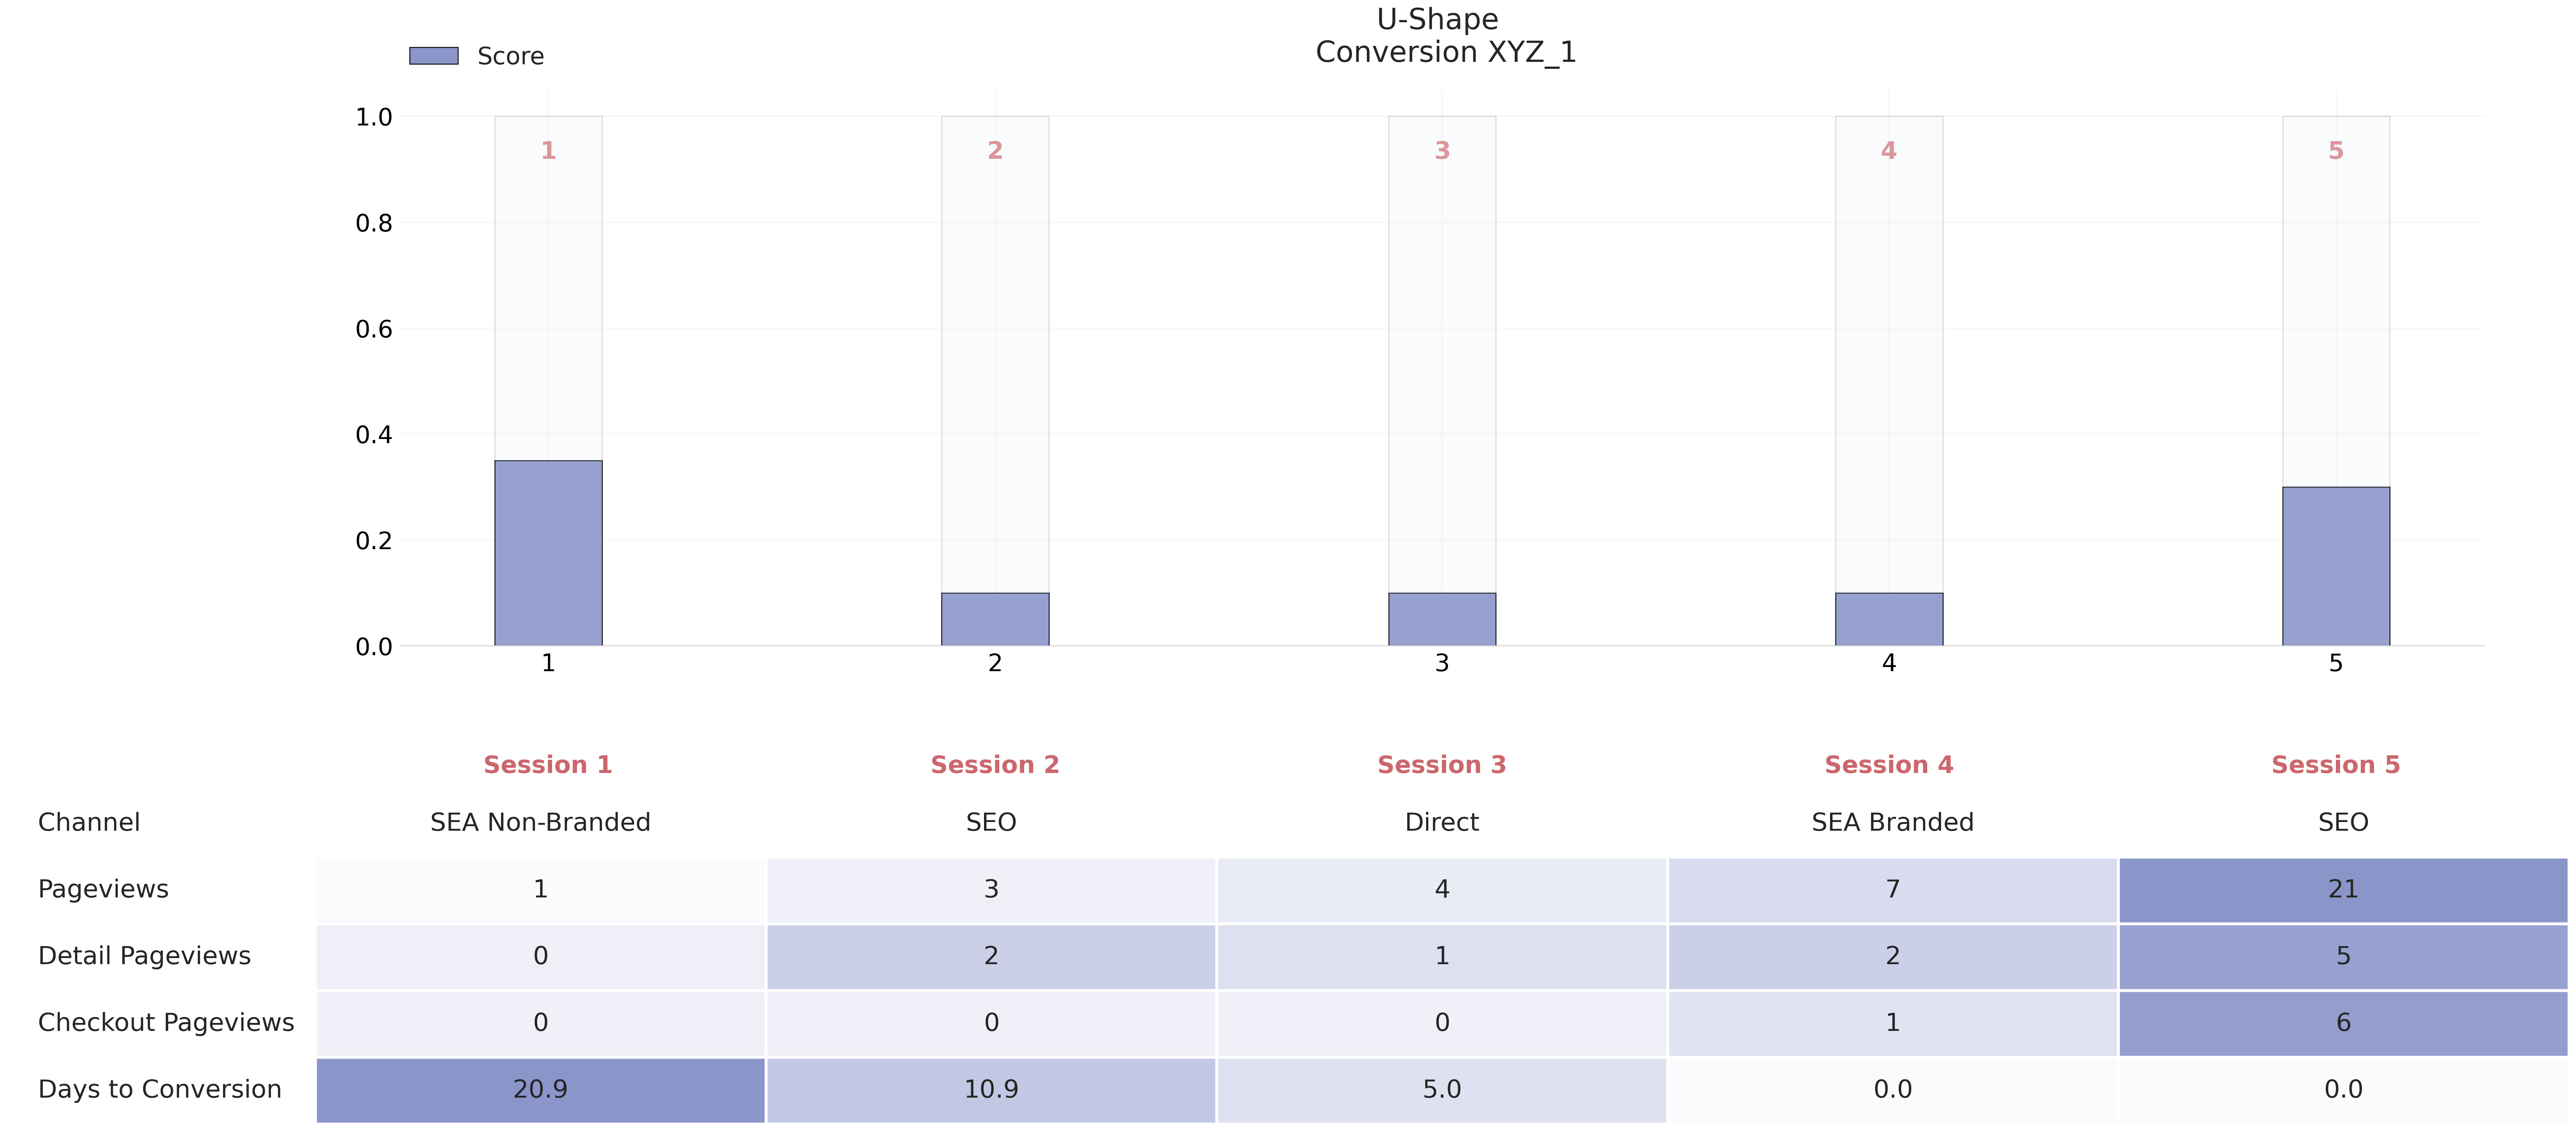 U-Shape
Conversion XYZ_1
Score
1.0
0.8
0.6
0.4
0.2
0.0
1 2 3 4 5
1 2 3 4 5
Session 1 Session 2 Session 3 Session 4 Session 5
Channel SEA Non-Branded SEO Direct SEA Branded SEO
Pageviews 1 3 4 7 21
Detail Pageviews 0 2 1 2 5
Checkout Pageviews 0 0 0 1 6
Days to Conversion 20.9 10.9 5.0 0.0 0.0